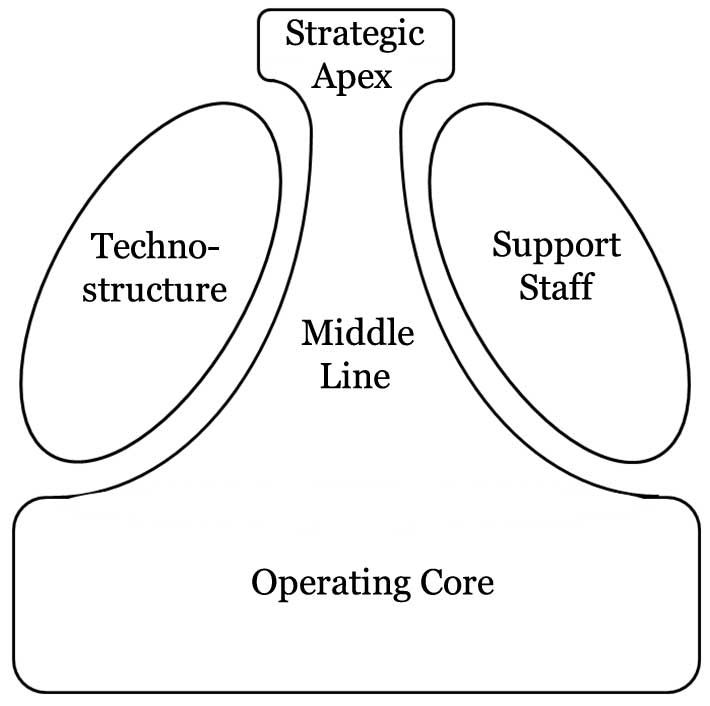 Strategic
Apex
Techno-
structure
Support
Staff
Middle
Line
Operating Core